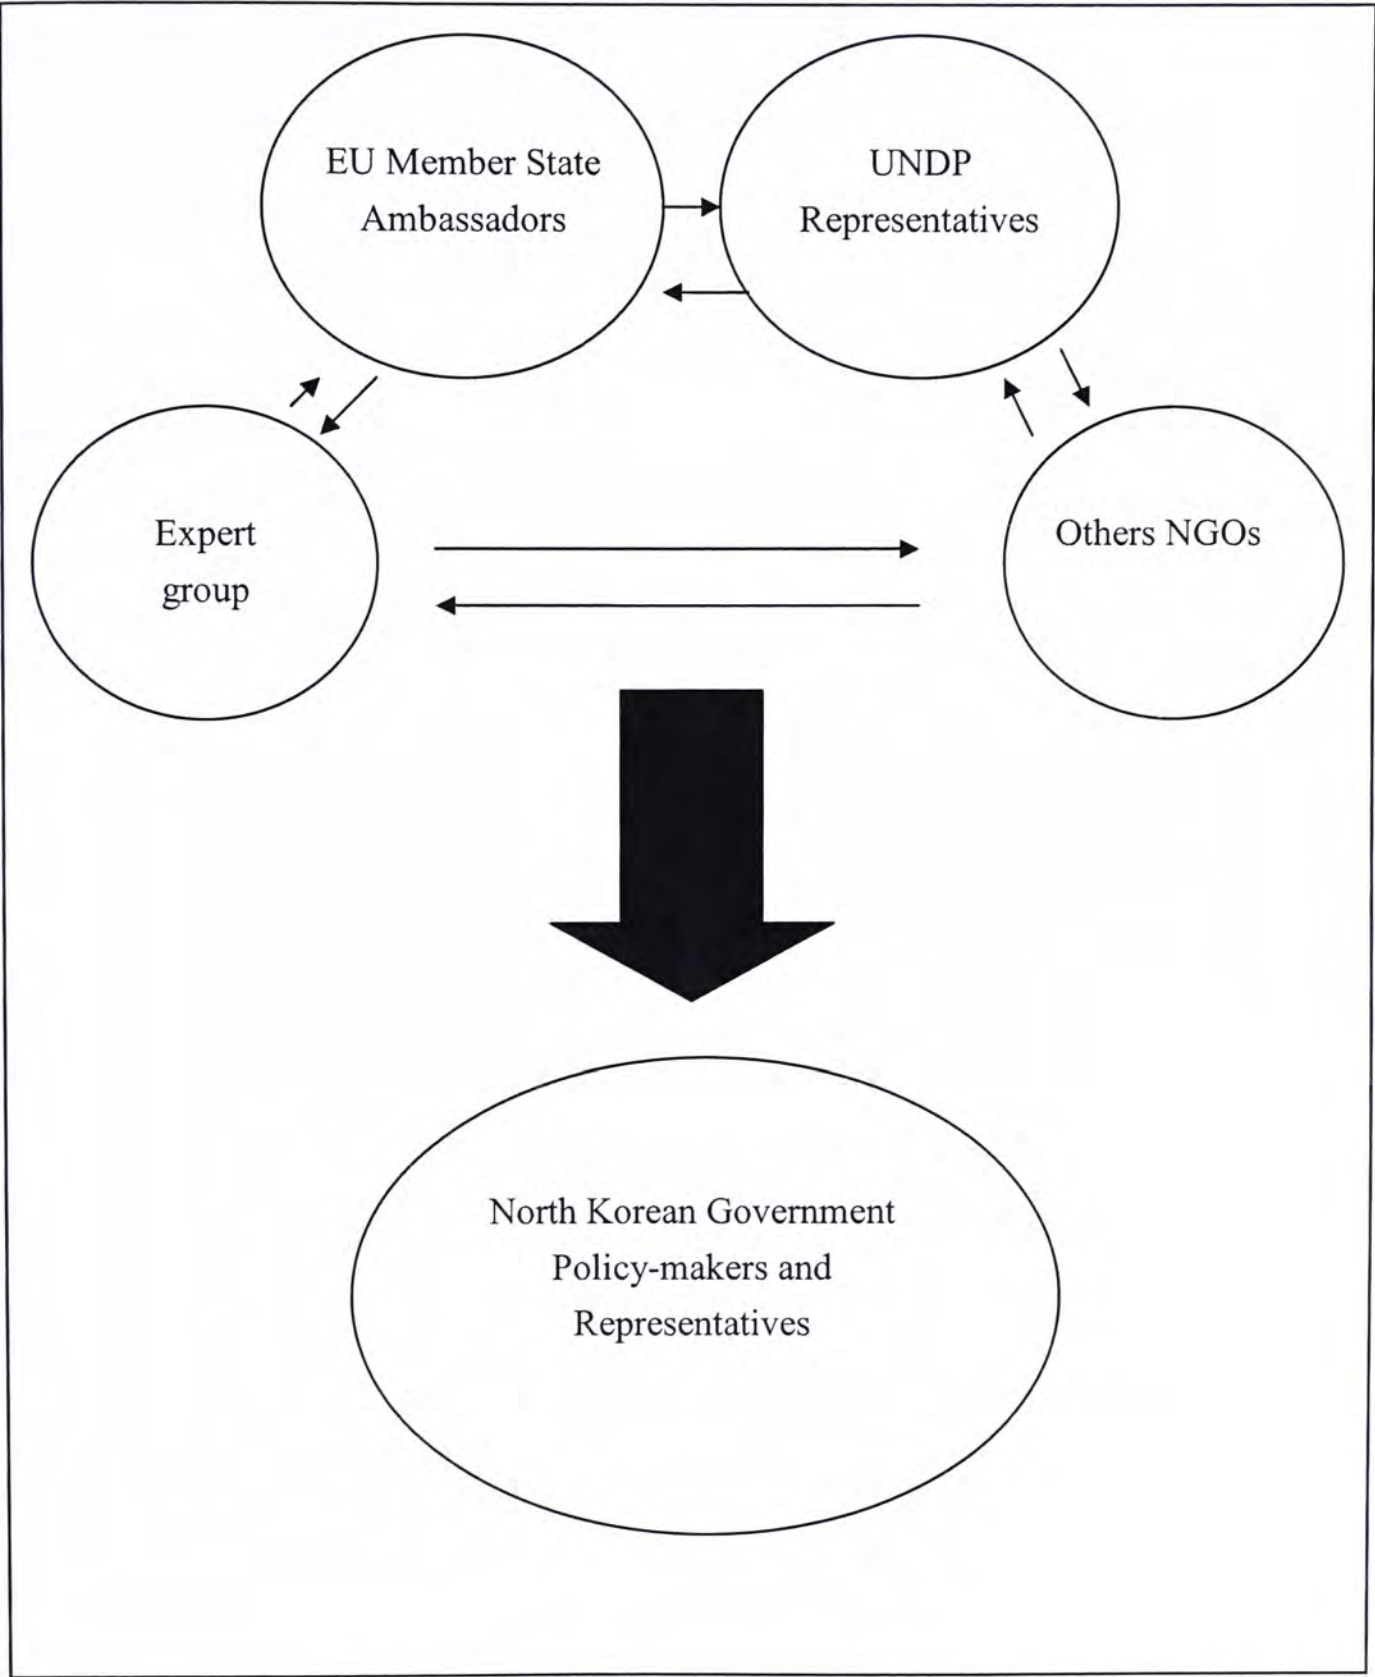 EU Member State
Ambassadors
UNDP
Representatives
Expert
group
Others NGOs
North Korean Government
Policy-makers and
Representatives